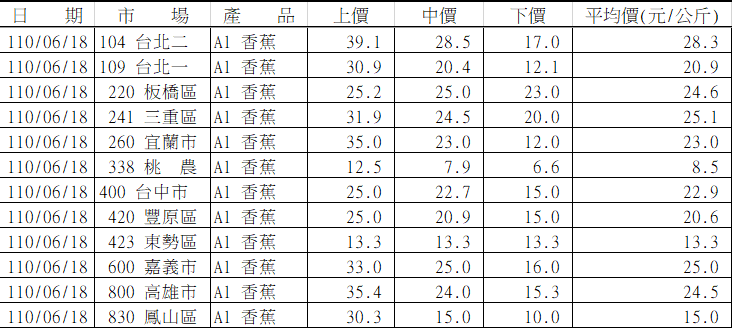 日 期 市 場 產 品 上價 中價 下價 平均價(元/公斤)
110/06/18 104 台北二 A1 香蕉 39.1 28.5 17.0 28.3
110/06/18 109 台北一 A1 香蕉 30.9 20.4 12.1 20.9
110/06/18 220 板橋區 A1 香蕉 25.2 25.0 23.0 24.6
110/06/18 241 三重區 A1 香蕉 31.9 24.5 20.0 25.1
110/06/18 260 宜蘭市 A1 香蕉 35.0 23.0 12.0 23.0
110/06/18 338 桃 農 A1 香蕉 12.5 7.9 6.6 8.5
110/06/18 400 台中市 A1 香蕉 25.0 22.7 15.0 22.9
110/06/18 420 豐原區 A1 香蕉 25.0 20.9 15.0 20.6
110/06/18 423 東勢區 A1 香蕉 13.3 13.3 13.3 13.3
110/06/18 600 嘉義市 A1 香蕉 33.0 25.0 16.0 25.0
110/06/18 800 高雄市 A1 香蕉 35.4 24.0 15.3 24.5
110/06/18 830 鳳山區 A1 香蕉 30.3 15.0 10.0 15.0